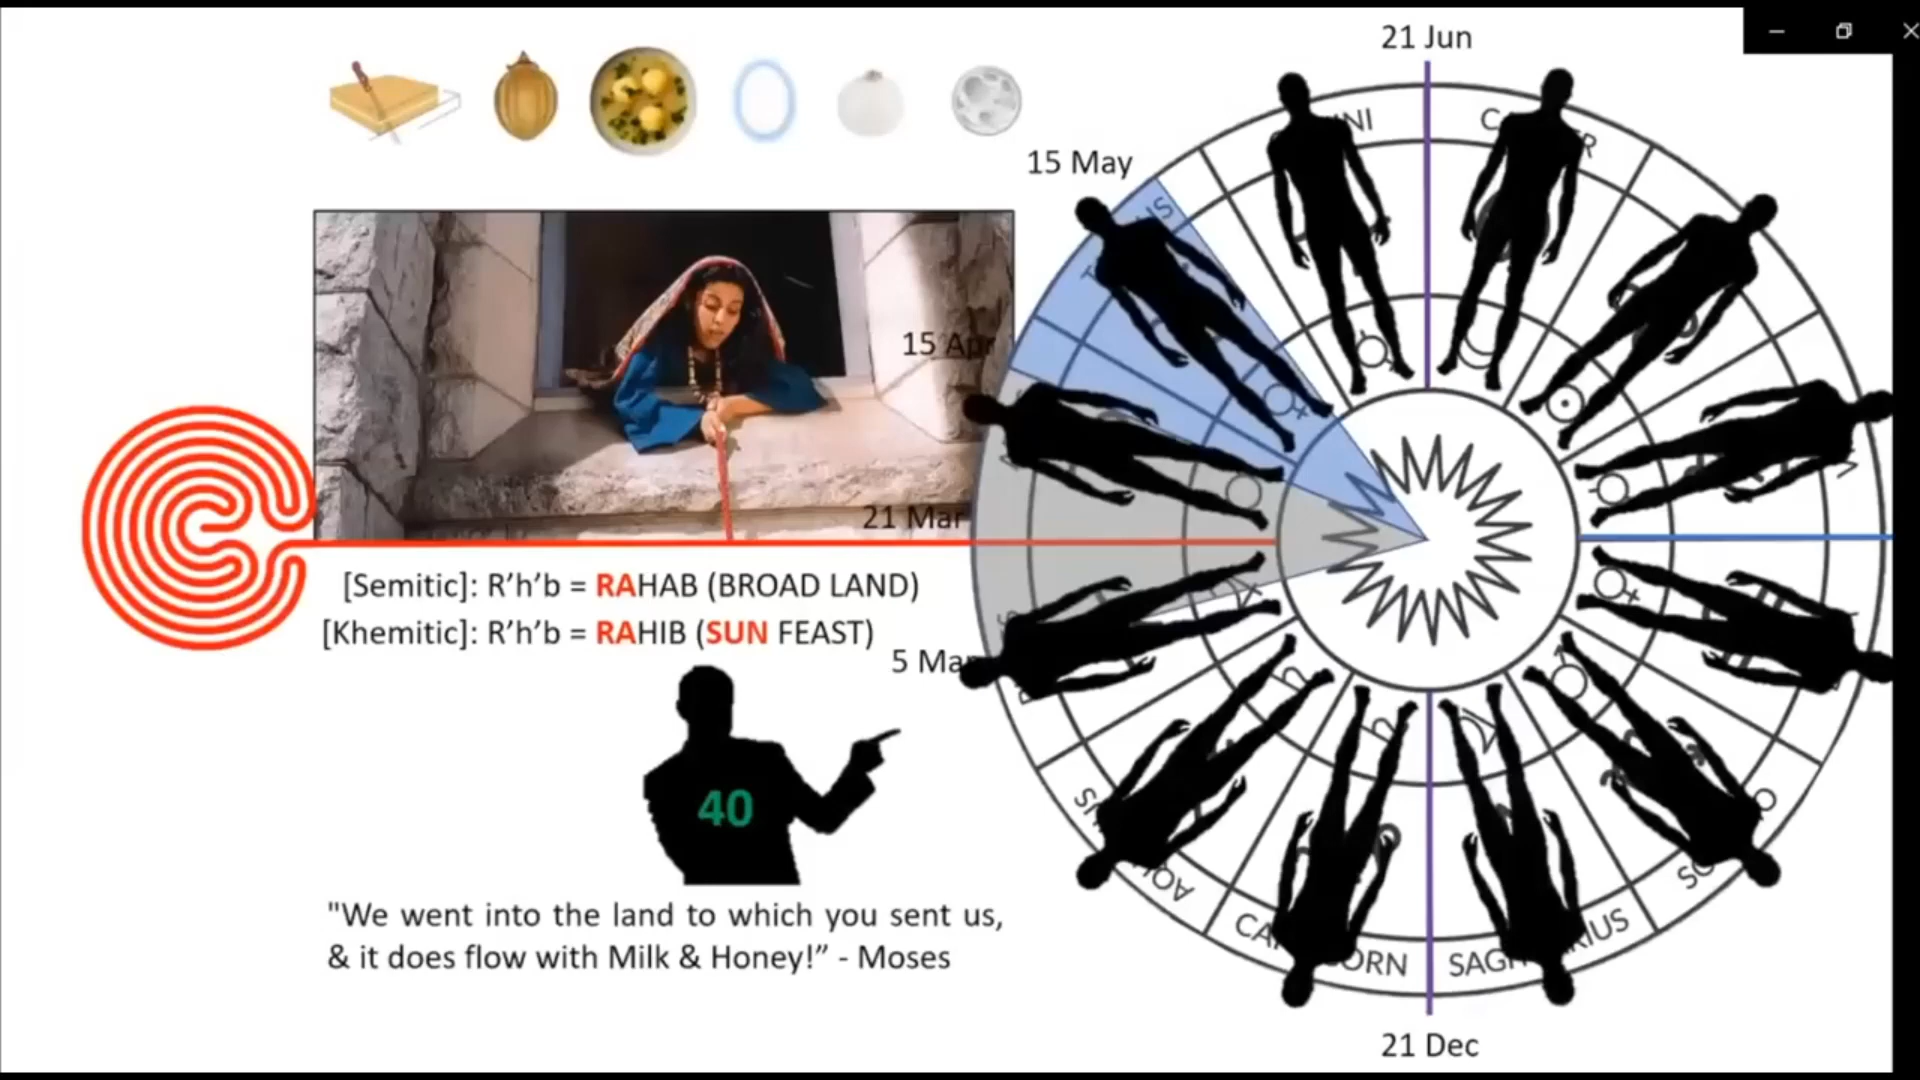 21 Jun
15 May
15 Apr
21 Mar
[Semitic]: R’h’b = RAHAB (BROAD LAND)
[Khemitic]: R’h’b = RAHIB (SUN FEAST)
5 Mar
40
"We went into the land to which you sent us,
& it does flow with Milk & Honey!” - Moses
21 Dec